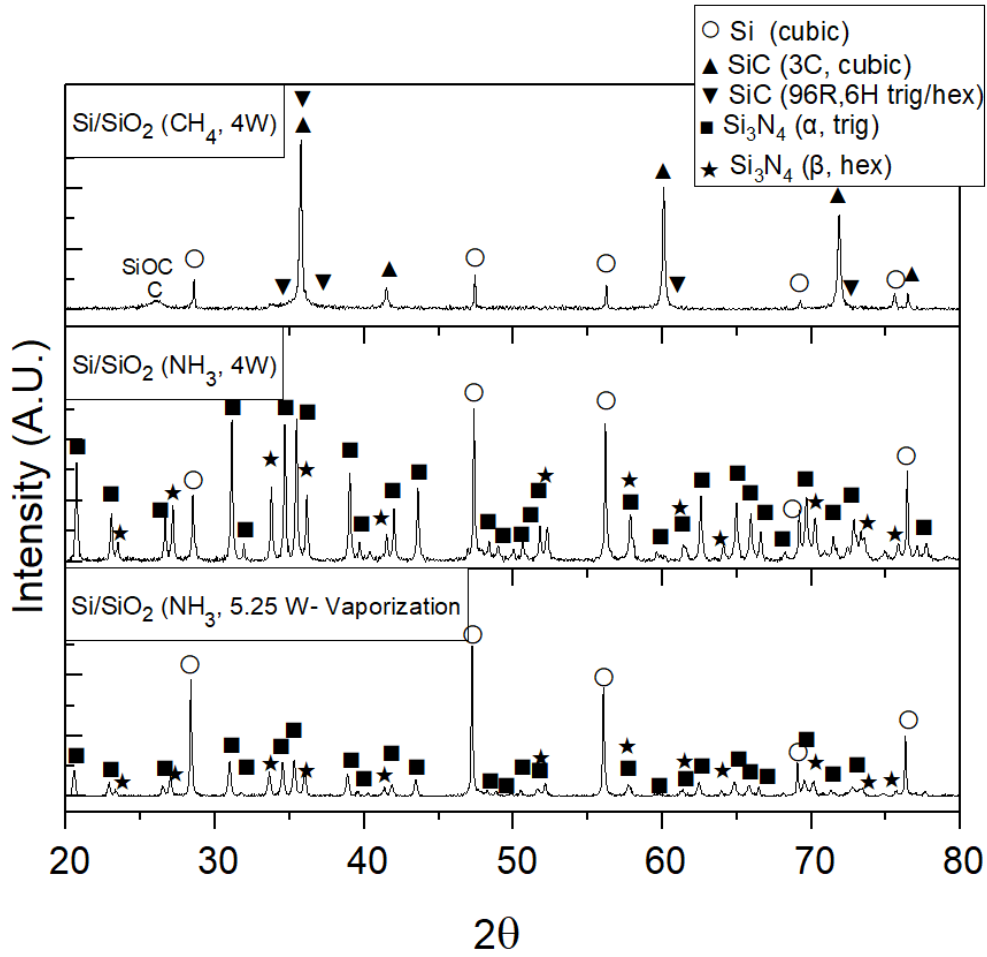 ○ Si (cubic)
▲ SiC (3C, cubic)
▼ SiC (96R,6H trig/hex)
■ Si₃N₄ (α, trig)
★ Si₃N₄ (β, hex)
Si/SiO₂ (CH₄, 4W)
SiOC
C
Si/SiO₂ (NH₃, 4W)
Si/SiO₂ (NH₃, 5.25 W- Vaporization
Intensity (A.U.)
20 30 40 50 60 70 80
2θ